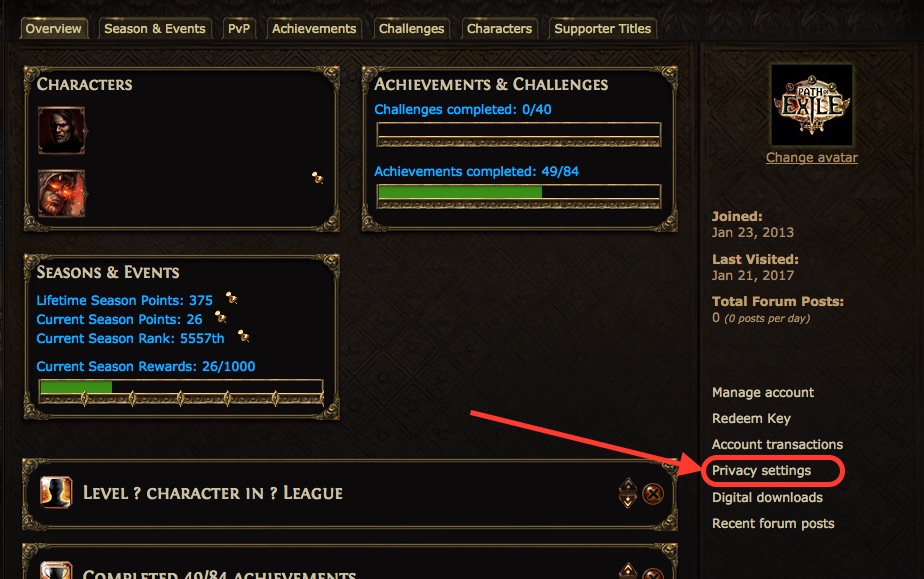 Overview
Season & Events
PvP
Achievements
Challenges
Characters
Supporter Titles
Characters
Achievements & Challenges
Challenges completed: 0/40
Achievements completed: 49/84
Seasons & Events
Lifetime Season Points: 375
Current Season Points: 26
Current Season Rank: 5557th
Current Season Rewards: 26/1000
Level ? character in ? League
Completed 49/84 achievements
PATH OF
EXILE
Change avatar
Joined:
Jan 23, 2013
Last Visited:
Jan 21, 2017
Total Forum Posts:
0 (0 posts per day)
Manage account
Redeem Key
Account transactions
Privacy settings
Digital downloads
Recent forum posts